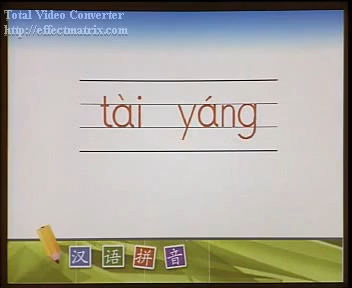 Total Video Converter
http://effectmatrix.com
tài yáng
汉语拼音